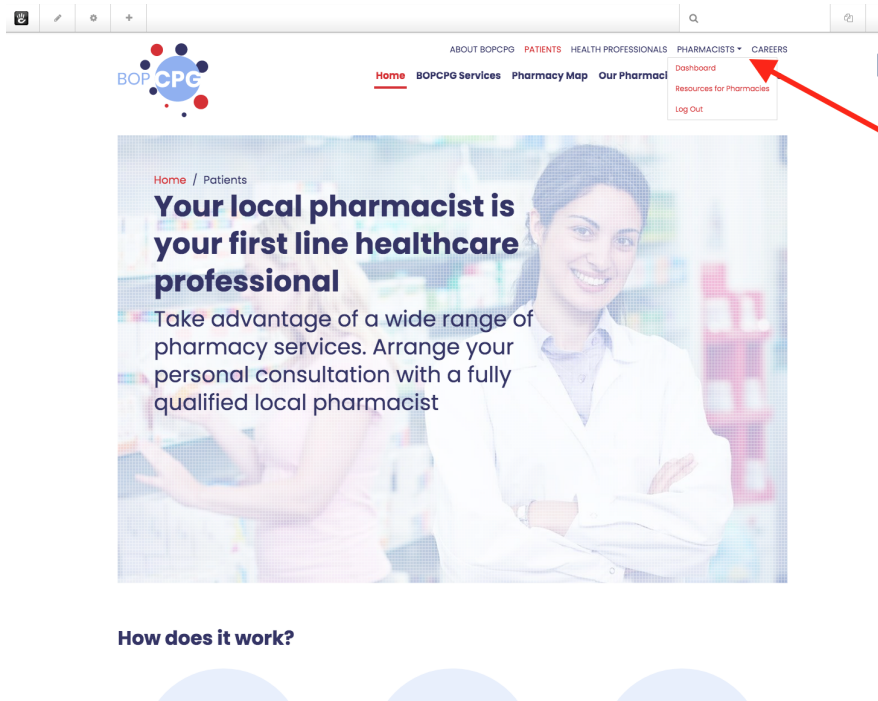 ABOUT BOPCPG PATIENTS HEALTH PROFESSIONALS PHARMACISTS CAREERS
BOP CPG
Home BOPCPG Services Pharmacy Map Our Pharmaci
Dashboard
Resources for Pharmacies
Log Out
Home / Patients
Your local pharmacist is
your first line healthcare
professional
Take advantage of a wide range of
pharmacy services. Arrange your
personal consultation with a fully
qualified local pharmacist
How does it work?